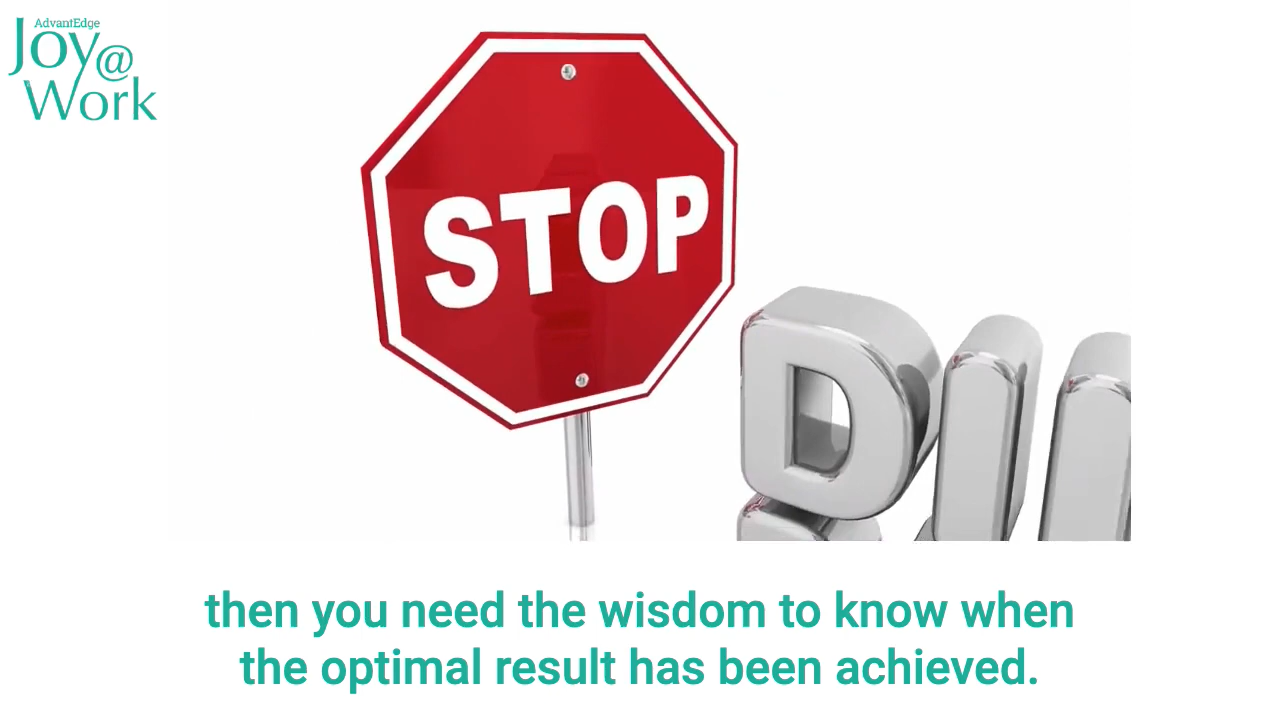 AdvantEdge
Joy@
Work
STOP
then you need the wisdom to know when
the optimal result has been achieved.